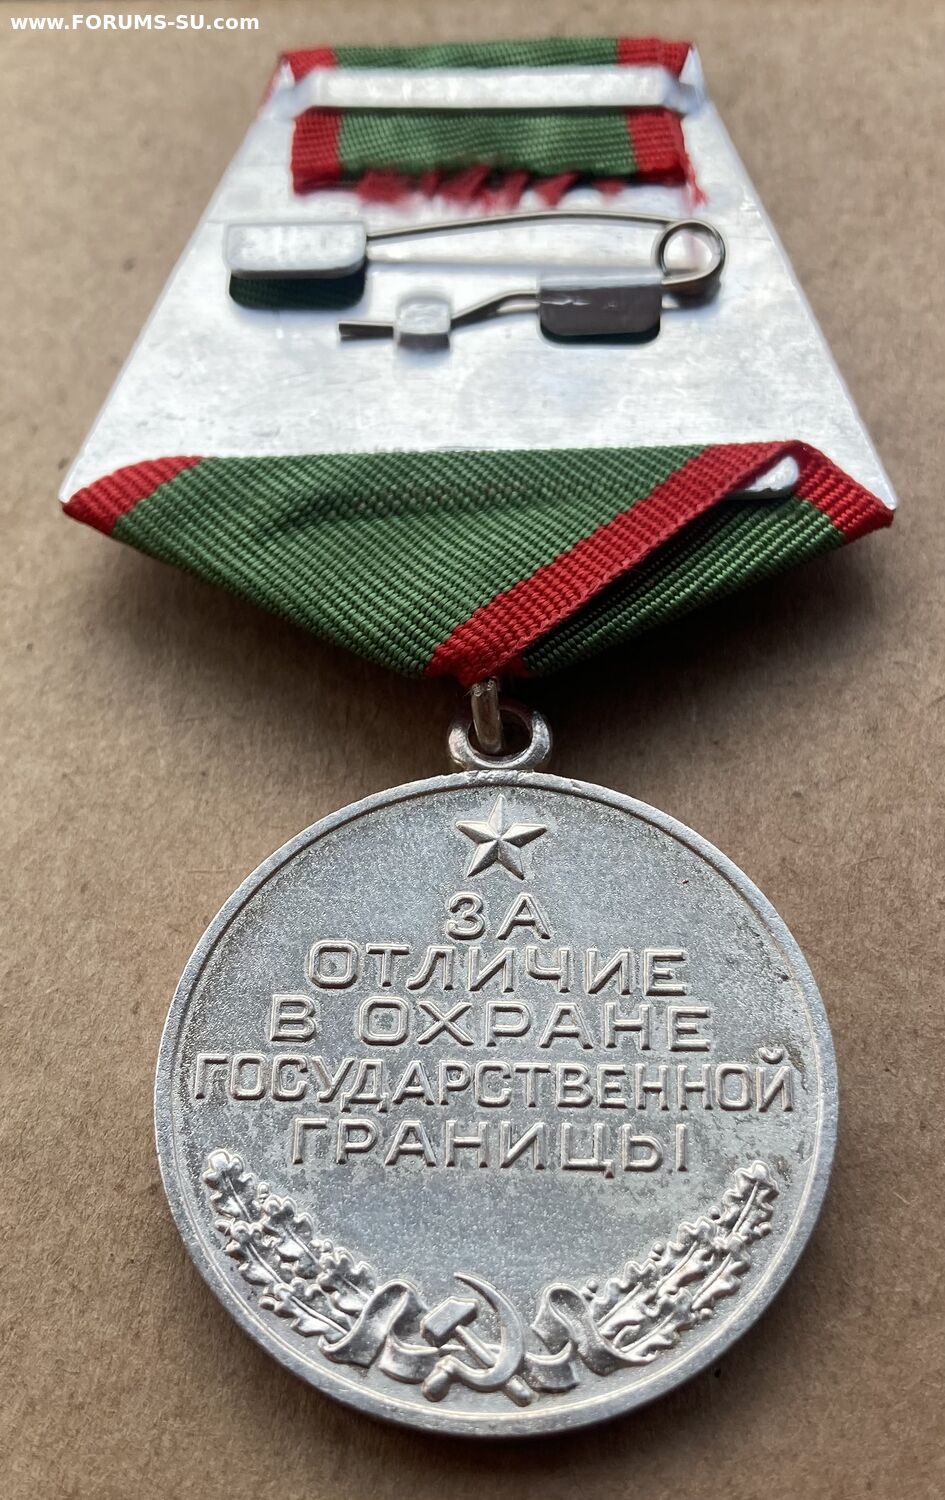 www.FORUMS-SU.com
ЗА
ОТЛИЧИЕ
В ОХРАНЕ
ГОСУДАРСТВЕННОЙ
ГРАНИЦЫ